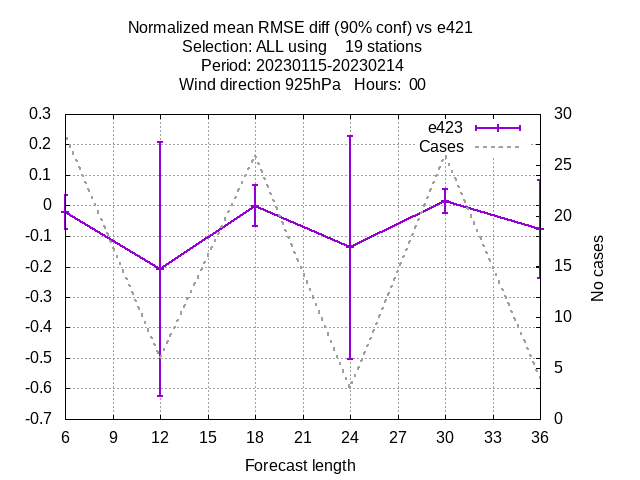 Normalized mean RMSE diff (90% conf) vs e421
Selection: ALL using    19 stations
Period: 20230115-20230214
Wind direction 925hPa   Hours:  00
0.3
0.2
0.1
0
-0.1
-0.2
-0.3
-0.4
-0.5
-0.6
-0.7
e423
Cases
30
25
20
15
10
5
0
No cases
6 9 12 15 18 21 24 27 30 33 36
Forecast length